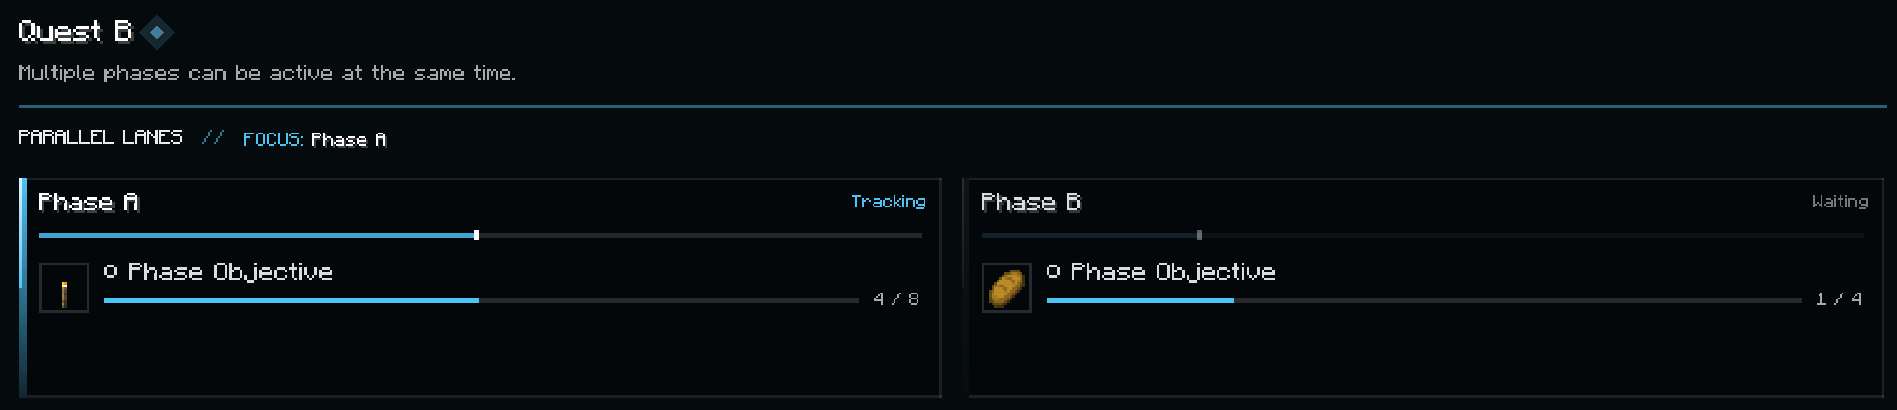 Quest B
Multiple phases can be active at the same time.
PARALLEL LANES // FOCUS: Phase A
Phase A Tracking
Phase Objective
4 / 8
Phase B Waiting
Phase Objective
1 / 4